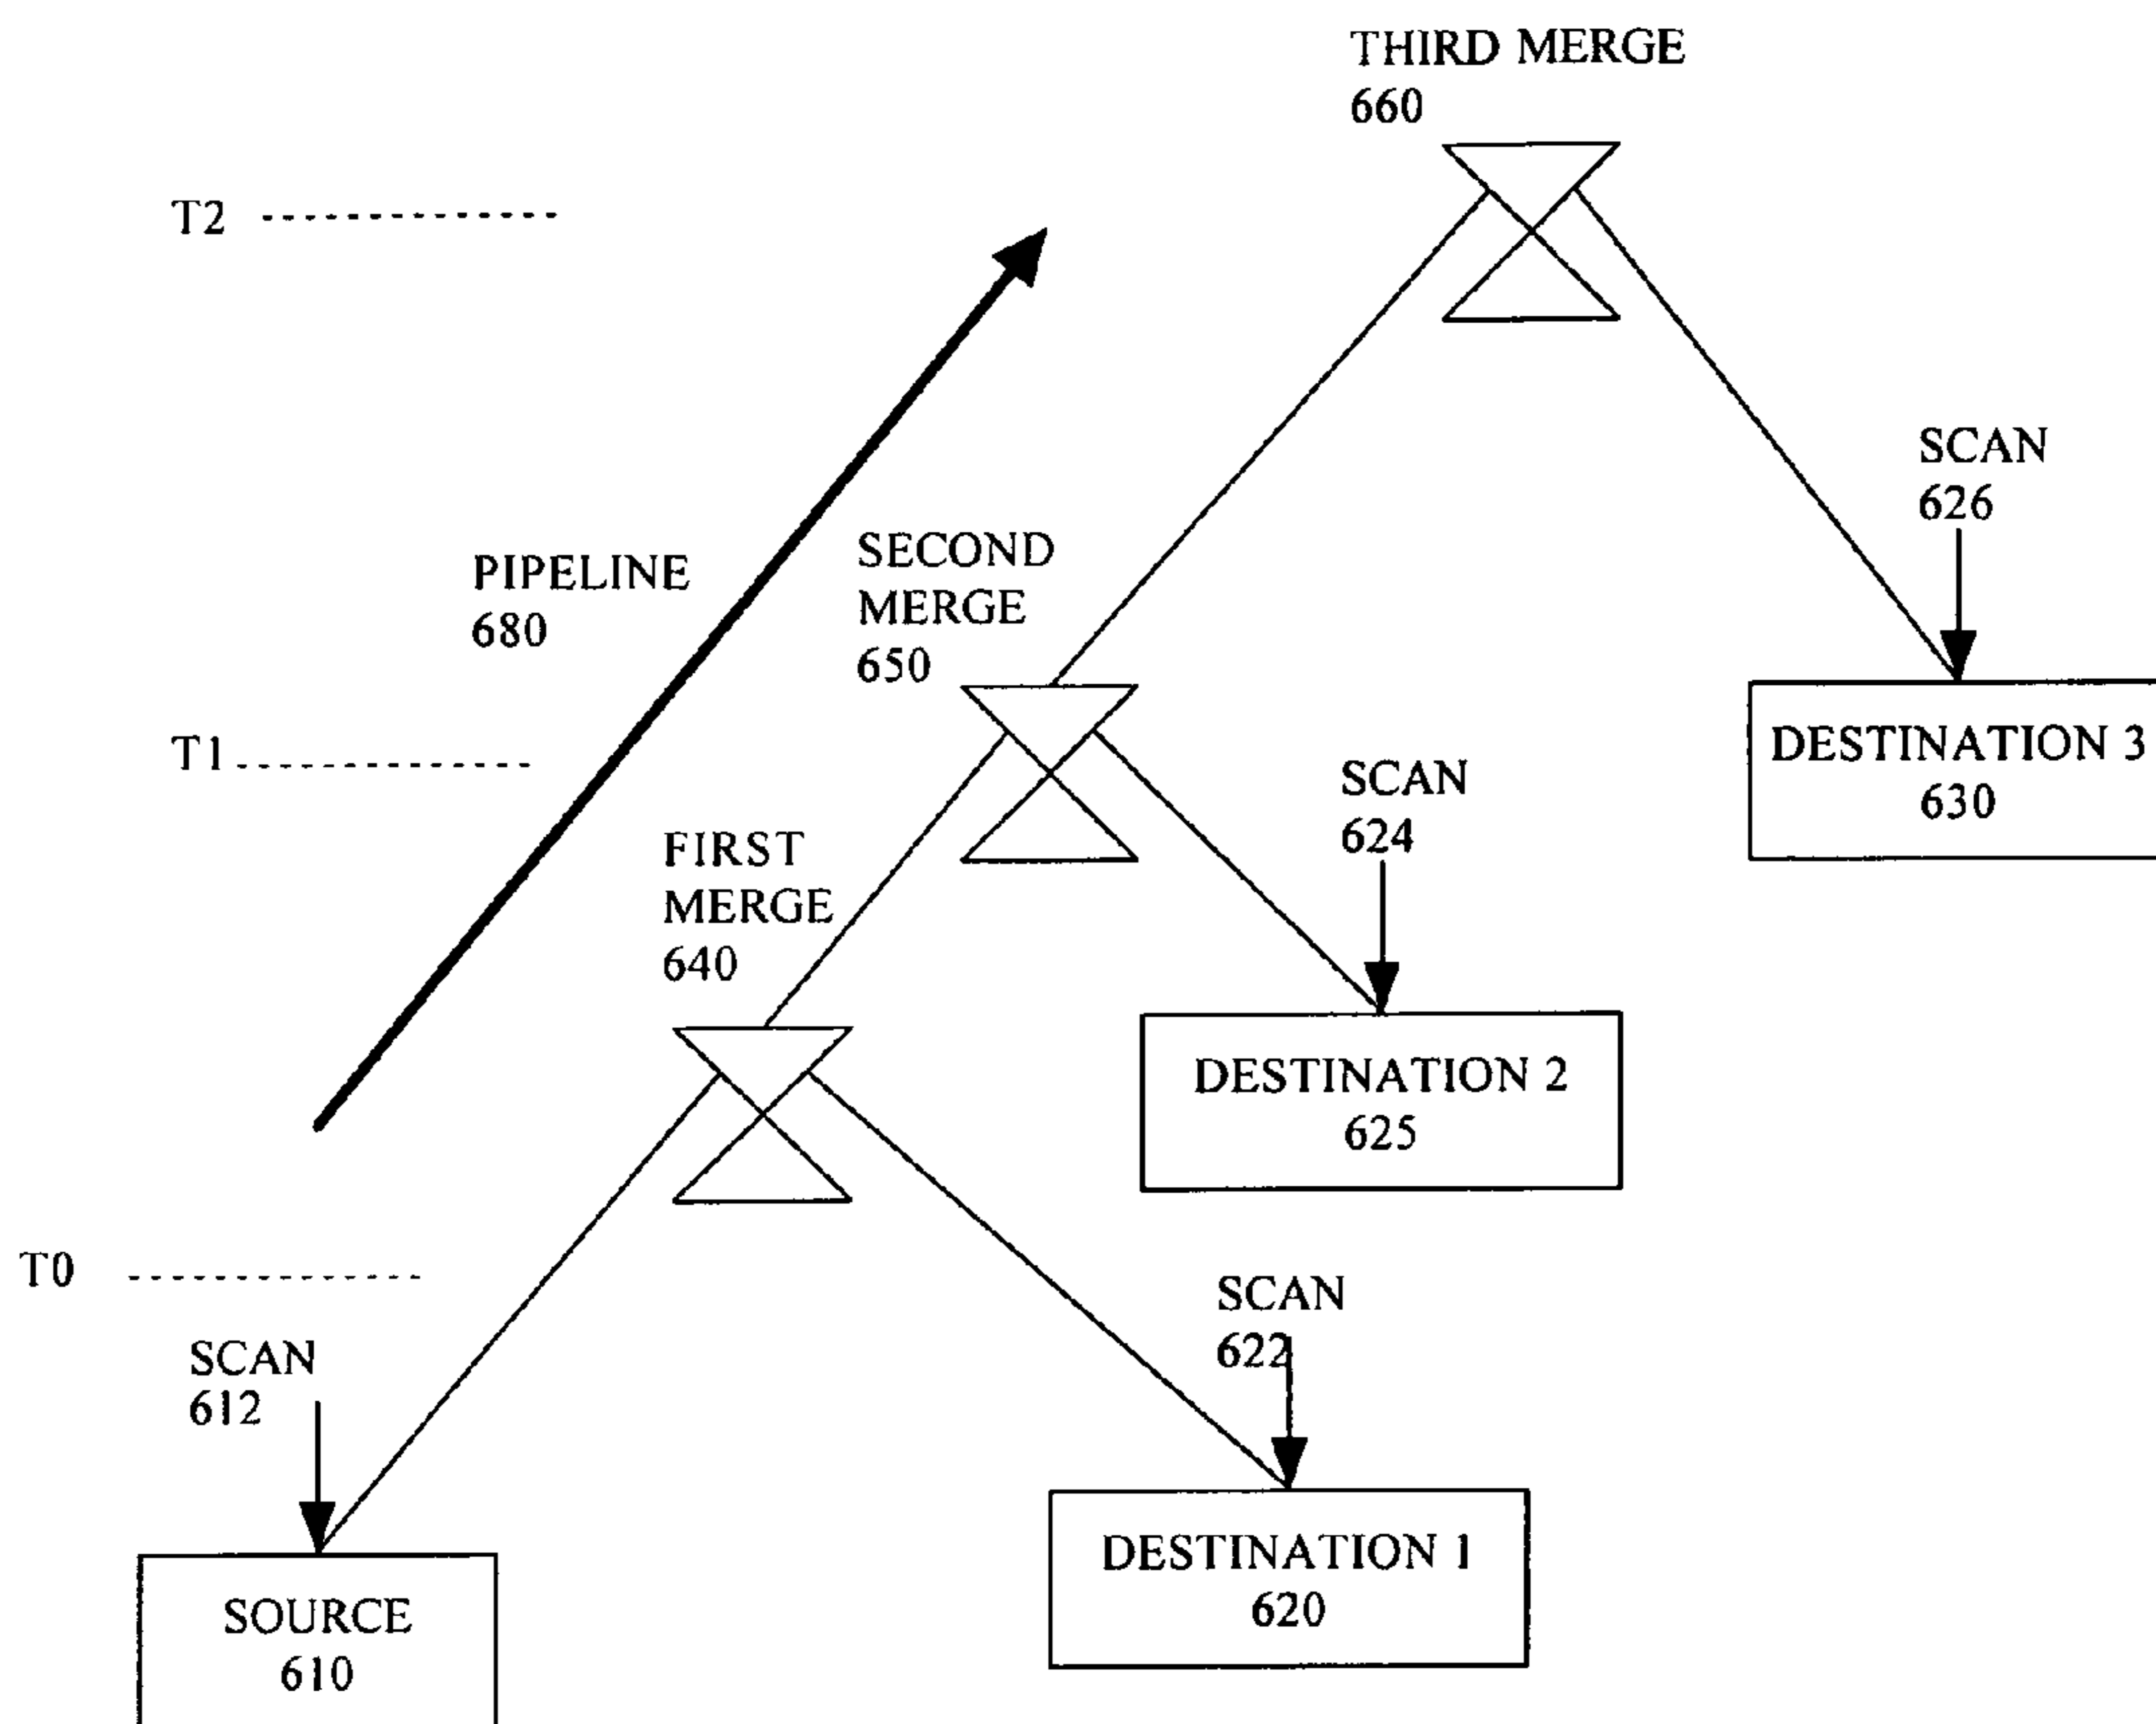 THIRD MERGE
660
T2
SCAN
626
PIPELINE
680
SECOND
MERGE
650
T1
DESTINATION 3
630
SCAN
624
FIRST
MERGE
640
DESTINATION 2
625
T0
SCAN
622
SCAN
612
DESTINATION 1
620
SOURCE
610